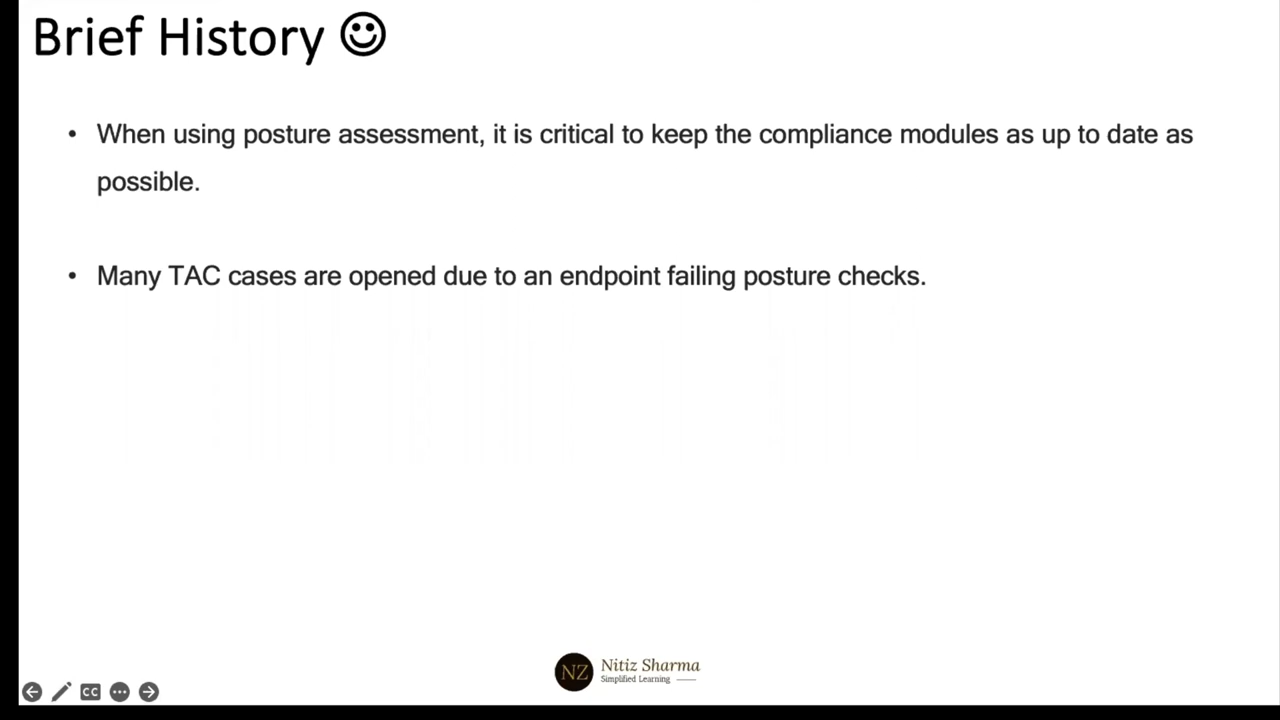 Brief History ☺
• When using posture assessment, it is critical to keep the compliance modules as up to date as
possible.
• Many TAC cases are opened due to an endpoint failing posture checks.
NZ
Nitiz Sharma
Simplified Learning
CC